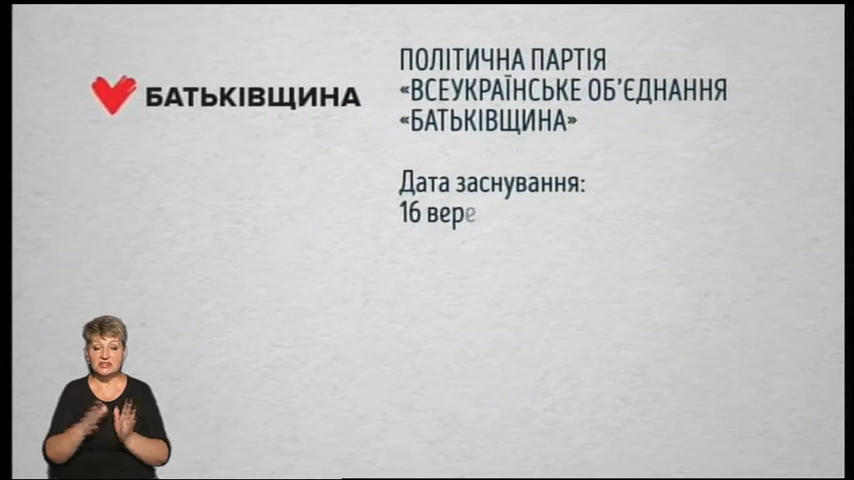 БАТЬКІВЩИНА
ПОЛІТИЧНА ПАРТІЯ
«ВСЕУКРАЇНСЬКЕ ОБ’ЄДНАННЯ
«БАТЬКІВЩИНА»
Дата заснування:
16 вере